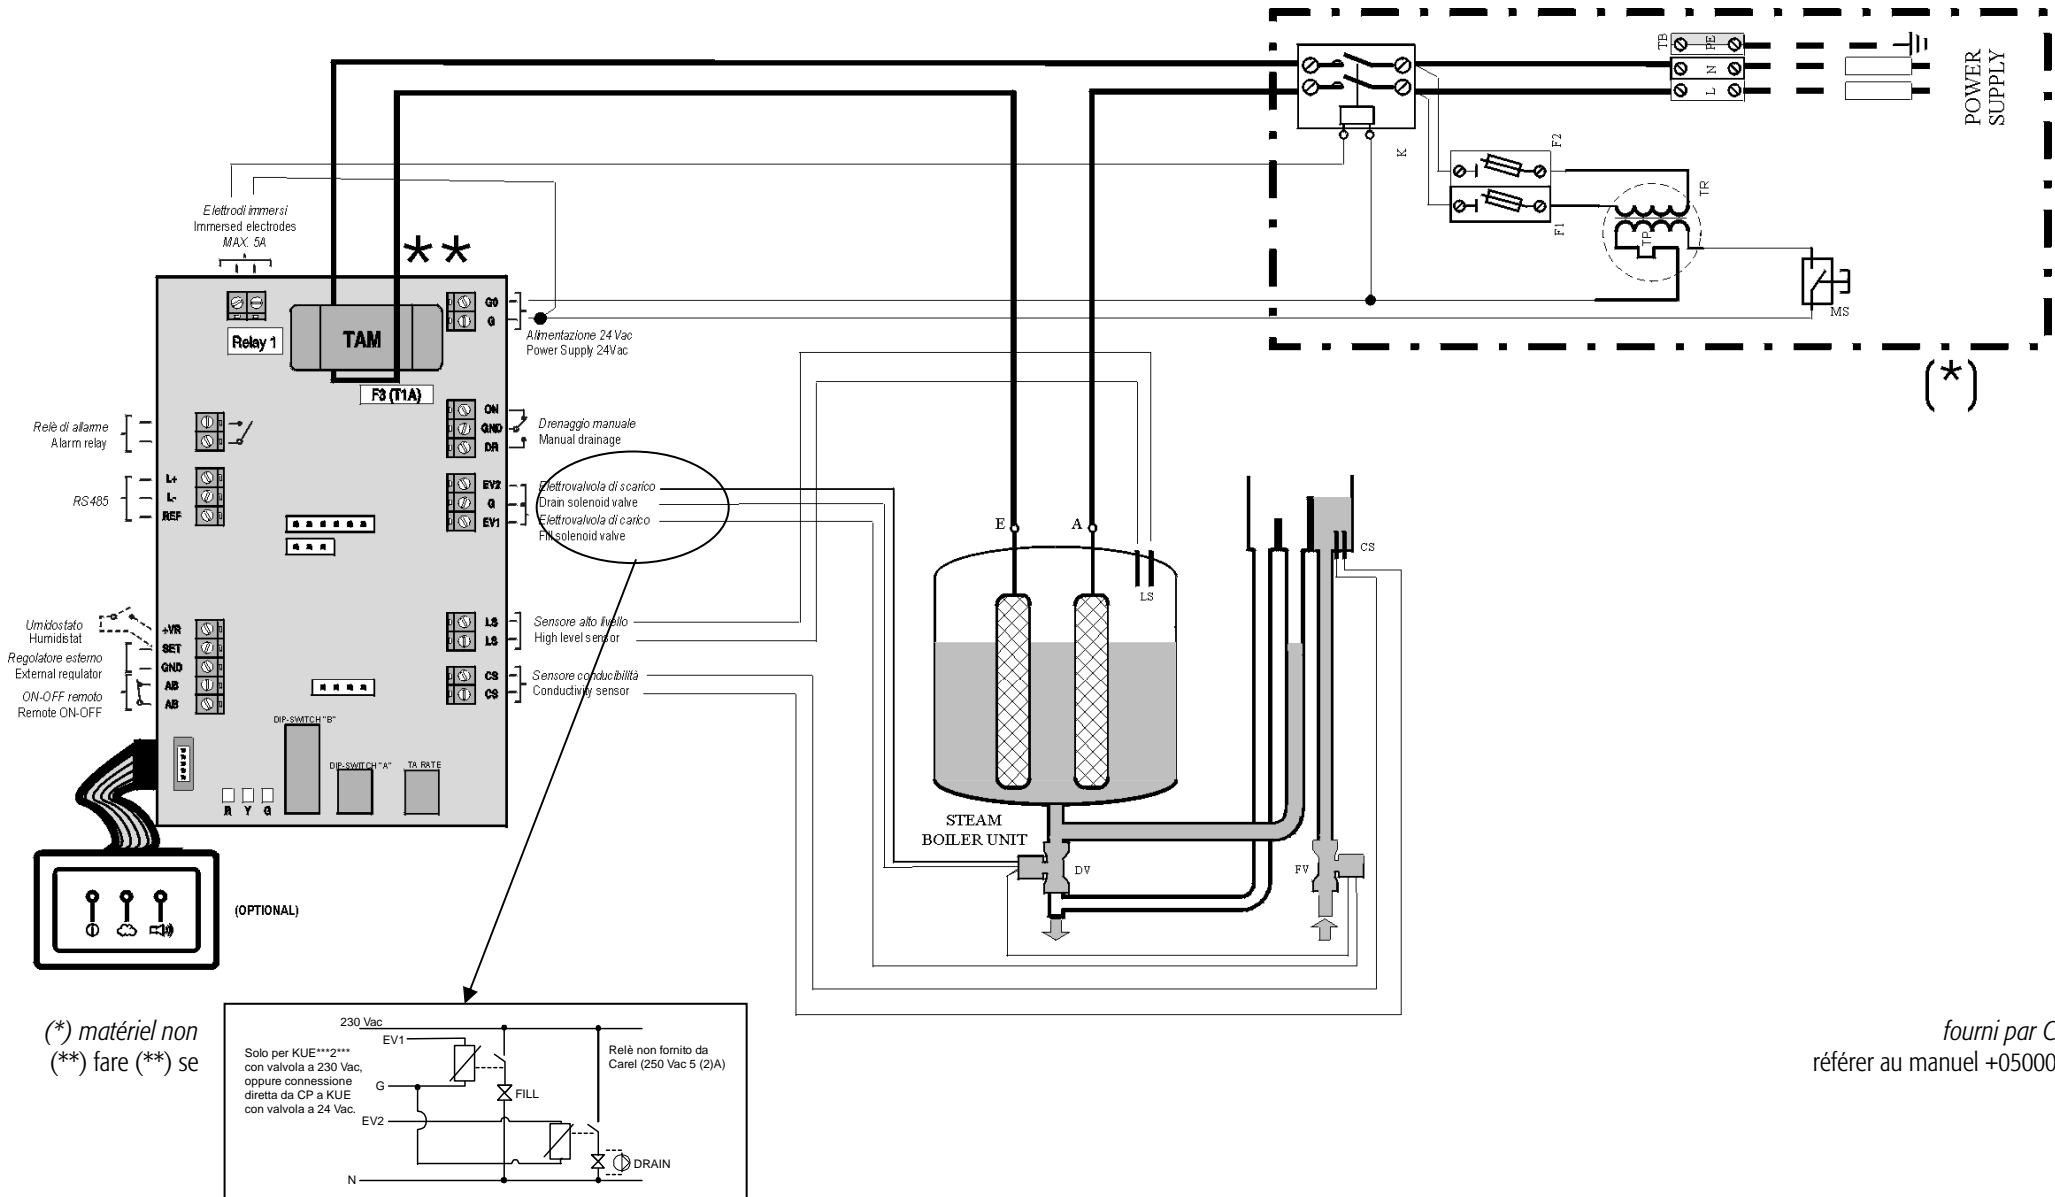 TB
PE
N
L
POWER
SUPPLY
K
F2
F1
TR
TP
MS
(*)
Elettrodi immersi
Immersed electrodes
MAX. 5A
**
Relay 1
TAM
F3 (T1A)
G0
G
Alimentazione 24 Vac
Power Supply 24Vac
Relè di allarme
Alarm relay
ON
GND
DR
Drenaggio manuale
Manual drainage
RS485
L+
L-
REF
EV2
G
EV1
Elettrovalvola di scarico
Drain solenoid valve
Elettrovalvola di carico
Fill solenoid valve
E
A
LS
CS
Umidostato
Humidistat
Regolatore esterno
External regulator
ON-OFF remoto
Remote ON-OFF
+VR
SET
GND
AB
AB
LS
LS
Sensore alto livello
High level sensor
CS
CS
Sensore conducibilità
Conductivity sensor
DIP-SWITCH "B"
DIP-SWITCH "A"
TA RATE
R Y G
STEAM
BOILER UNIT
DV
FV
(OPTIONAL)
(*) matériel non
(**) fare (**) se
fourni par C
référer au manuel +05000
230 Vac
EV1
Solo per KUE***2***
con valvola a 230 Vac,
oppure connessione
diretta da CP a KUE
con valvola a 24 Vac.
G
EV2
N
FILL
DRAIN
Relè non fornito da
Carel (250 Vac 5 (2)A)